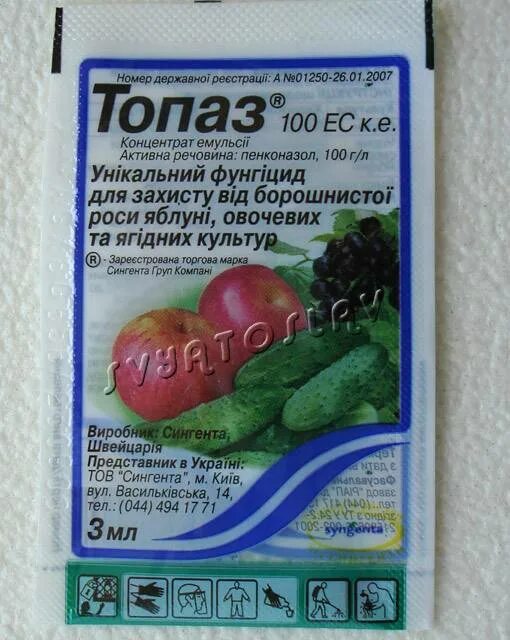 Номер державної реєстрації: А №01250-26.01.2007
Топаз® 100 ЕС к.е.
Концентрат емульсії
Активна речовина: пенконазол, 100 г/л
Унікальний фунгіцид
для захисту від борошнистої
роси яблуні, овочевих
та ягідних культур
® - Зареєстрована торгова марка
Сингента Груп Компані
SVYATOSLAV
Виробник: Сингента,
Швейцарія
Представник в Україні:
ТОВ "Сингента", м. Київ,
вул. Васильківська, 14,
тел.: (044) 494 17 71
3 мл
syngenta